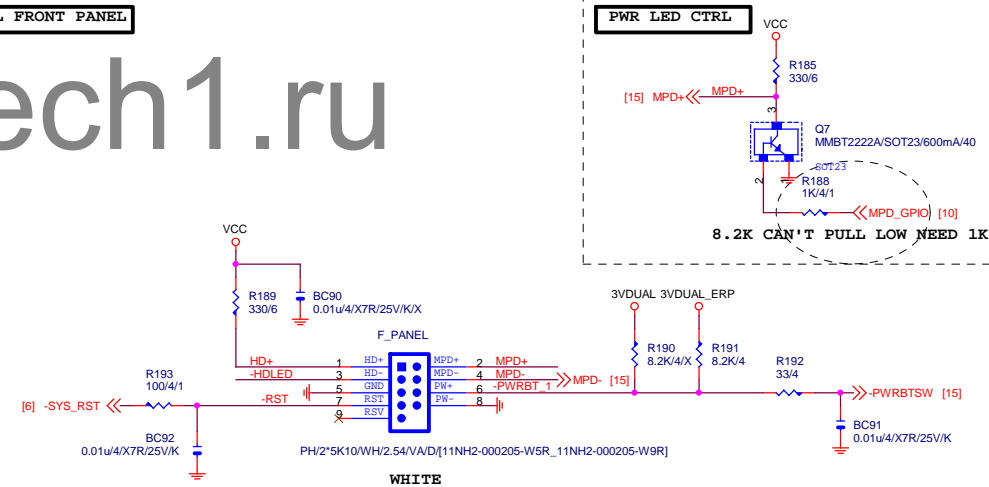 L FRONT PANEL
ech1.ru
PWR LED CTRL
VCC
R185
330/6
[15] MPD+
MPD+
3
Q7
MMBT2222A/SOT23/600mA/40
SOT23
2
1
R188
1K/4/1
MPD_GPIO [10]
8.2K CAN'T PULL LOW NEED 1K
VCC
R189
330/6
BC90
0.01u/4/X7R/25V/K/X
F_PANEL
HD+ 1 HD+ MPD+ 2 MPD+
-HDLED 3 HD- MPD- 4 MPD- MPD- [15]
5 GND PW+ 6 -PWRBT_1
-RST 7 RST PW- 8
9 RSV
R193
100/4/1
[6] -SYS_RST
BC92
0.01u/4/X7R/25V/K
PH/2*5K10/WH/2.54/VA/D/[11NH2-000205-W5R_11NH2-000205-W9R]
WHITE
3VDUAL 3VDUAL_ERP
R190
8.2K/4/X
R191
8.2K/4
R192
33/4
-PWRBTSW [15]
BC91
0.01u/4/X7R/25V/K